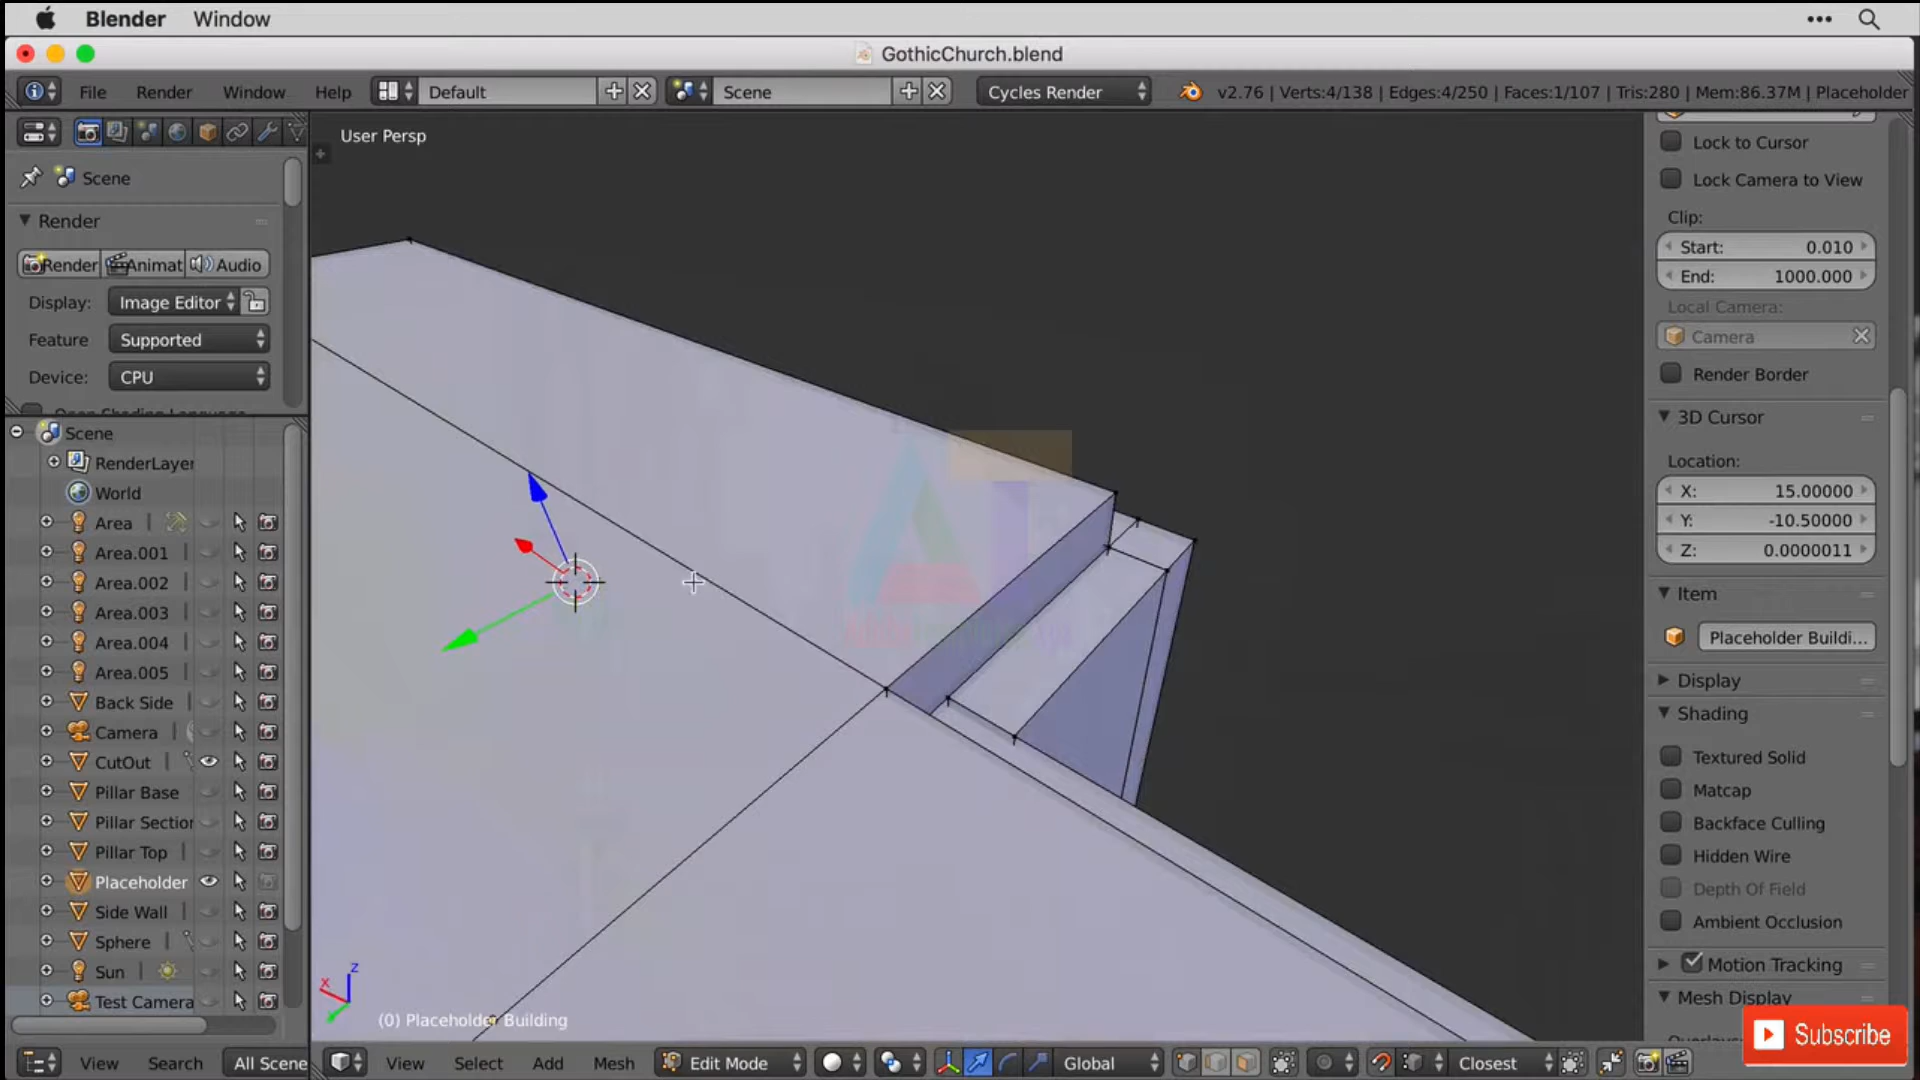 Blender Window
GothicChurch.blend
File Render Window Help Default Scene Cycles Render v2.76 | Verts:4/138 | Edges:4/250 | Faces:1/107 | Tris:280 | Mem:86.37M | Placeholder
User Persp
Scene
Render
Render Animat Audio
Display: Image Editor
Feature Supported
Device: CPU
Scene
RenderLayer
World
Area
Area.001
Area.002
Area.003
Area.004
Area.005
Back Side
Camera
CutOut
Pillar Base
Pillar Section
Pillar Top
Placeholder
Side Wall
Sphere
Sun
Test Camera
View Search All Scene
(0) Placeholder Building
x z
View Select Add Mesh Edit Mode Global Closest
Lock to Cursor
Lock Camera to View
Clip:
Start: 0.010
End: 1000.000
Local Camera:
Camera
Render Border
3D Cursor
Location:
X: 15.00000
Y: -10.50000
Z: 0.0000011
Item
Placeholder Buildi...
Display
Shading
Textured Solid
Matcap
Backface Culling
Hidden Wire
Depth Of Field
Ambient Occlusion
Motion Tracking
Mesh Display
Subscribe